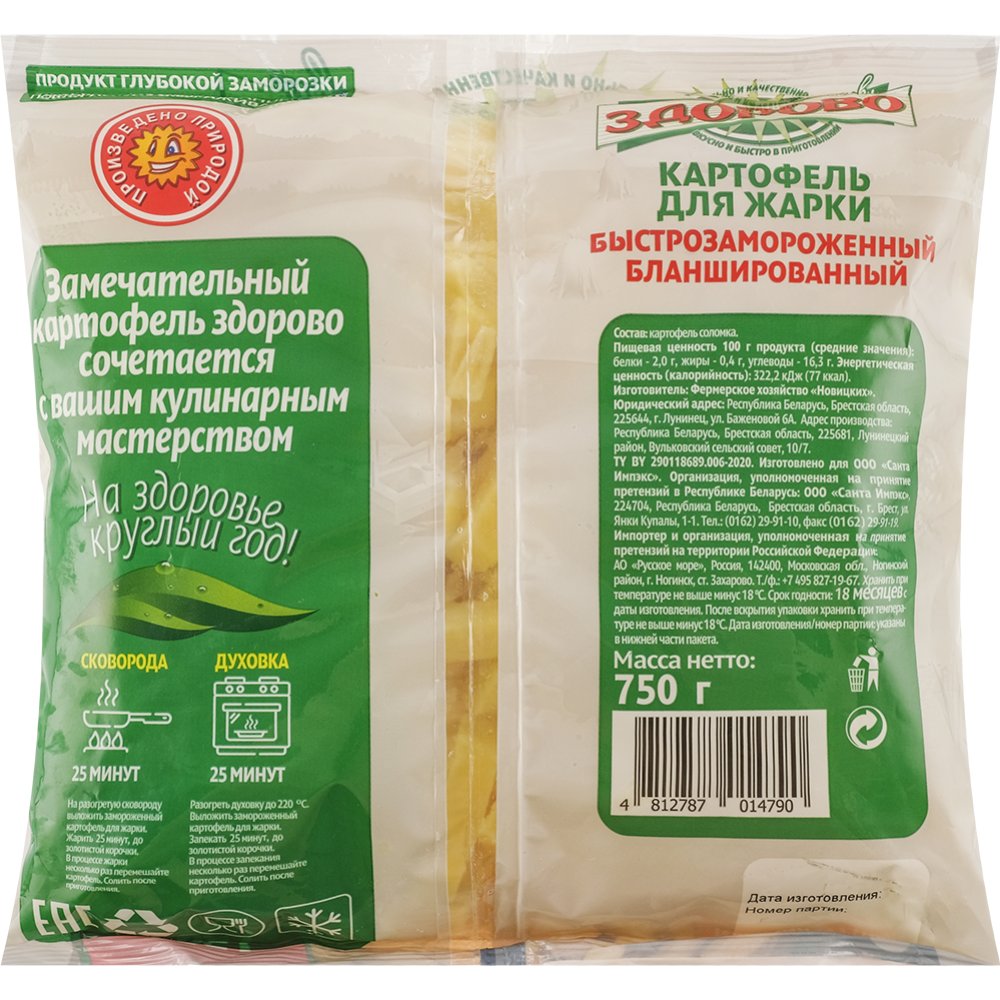 ПРОДУКТ ГЛУБОКОЙ ЗАМОРОЗКИ
ПРОИЗВЕДЕНО ПРИРОДОЙ
Замечательный
картофель здорово
сочетается
с вашим кулинарным
мастерством
На здоровье
круглый год!
СКОВОРОДА
25 МИНУТ
На разогретую сковороду
выложить замороженный
картофель для жарки.
Жарить 25 минут, до
золотистой корочки.
В процессе жарки
несколько раз перемешайте
картофель. Солить после
приготовления.
ДУХОВКА
25 МИНУТ
Разогреть духовку до 220 °С.
Выложить замороженный
картофель для жарки.
Запекать 25 минут, до
золотистой корочки.
В процессе запекания
несколько раз перемешайте
картофель. Солить после
приготовления.
ЕАС
ЬНО И КАЧЕСТВЕН
ЬНО И КАЧЕСТВЕННО
ЗДОРОВО
ВКУСНО И БЫСТРО В ПРИГОТОВЛЕНИИ
КАРТОФЕЛЬ
ДЛЯ ЖАРКИ
БЫСТРОЗАМОРОЖЕННЫЙ
БЛАНШИРОВАННЫЙ
Состав: картофель соломка.
Пищевая ценность 100 г продукта (средние значения):
белки - 2,0 г, жиры - 0,4 г, углеводы - 16,3 г. Энергетическая
ценность (калорийность): 322,2 кДж (77 ккал).
Изготовитель: Фермерское хозяйство «Новицких».
Юридический адрес: Республика Беларусь, Брестская область,
225644, г. Лунинец, ул. Баженовой 6А. Адрес производства:
Республика Беларусь, Брестская область, 225681, Лунинецкий
район, Вульковский сельский совет, 10/7.
ТУ BY 290118689.006-2020. Изготовлено для ООО «Санта
Импэкс». Организация, уполномоченная на принятие
претензий в Республике Беларусь: ООО «Санта Импэкс»,
224704, Республика Беларусь, Брестская область, г. Брест, ул.
Янки Купалы, 1-1. Тел.: (0162) 29-91-10, факс (0162) 29-91-19.
Импортер и организация, уполномоченная на принятие
претензий на территории Российской Федерации:
АО «Русское море», Россия, 142400, Московская обл., Ногинский
район, г. Ногинск, ст. Захарово. Т./ф.: +7 495 827-19-67. Хранить при
температуре не выше минус 18 °С. Срок годности: 18 месяцев с
даты изготовления. После вскрытия упаковки хранить при темпера-
туре не выше минус 18 °С. Дата изготовления/номер партии: указаны
в нижней части пакета.
Масса нетто:
750 г
4 812787 014790
Дата изготовления:
Номер партии: